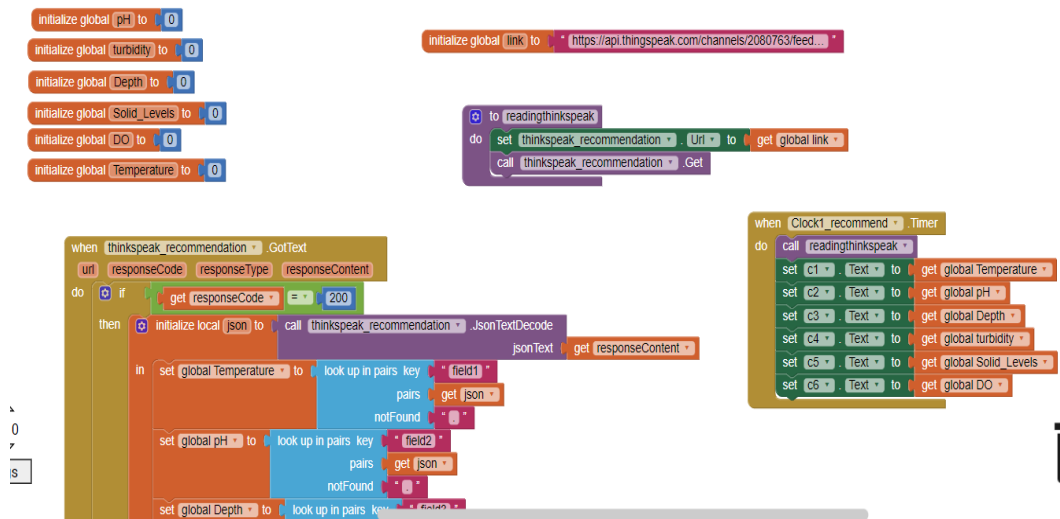 initialize global pH to 0
initialize global turbidity to 0
initialize global Depth to 0
initialize global Solid_Levels to 0
initialize global DO to 0
initialize global Temperature to 0
initialize global link to " https://api.thingspeak.com/channels/2080763/feed... "
to readingthinkspeak
do set thinkspeak_recommendation . Url to get global link
call thinkspeak_recommendation .Get
when Clock1_recommend .Timer
do call readingthinkspeak
set c1 . Text to get global Temperature
set c2 . Text to get global pH
set c3 . Text to get global Depth
set c4 . Text to get global turbidity
set c5 . Text to get global Solid_Levels
set c6 . Text to get global DO
when thinkspeak_recommendation .GotText
url responseCode responseType responseContent
do if get responseCode = 200
then initialize local json to call thinkspeak_recommendation .JsonTextDecode
jsonText get responseContent
in set global Temperature to look up in pairs key " field1 "
pairs get json
notFound " . "
set global pH to look up in pairs key " field2 "
pairs get json
notFound " . "
set global Depth to look up in pairs key
0
is